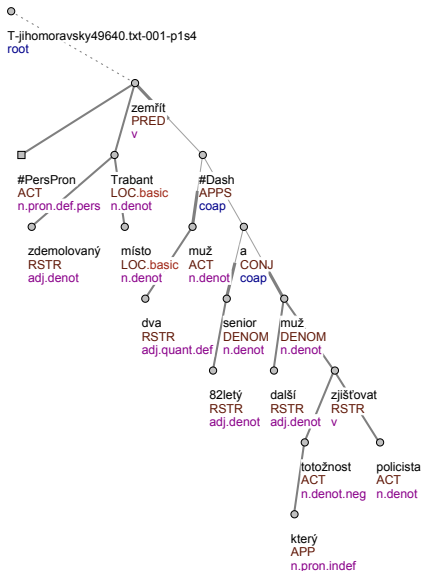 T-jihomoravsky49640.txt-001-p1s4
root
zemřít
PRED
v
#PersPron
ACT
n.pron.def.pers
Trabant
LOC.basic
n.denot
#Dash
APPS
coap
zdemolovaný
RSTR
adj.denot
místo
LOC.basic
n.denot
muž
ACT
n.denot
a
CONJ
coap
dva
RSTR
adj.quant.def
senior
DENOM
n.denot
muž
DENOM
n.denot
82letý
RSTR
adj.denot
další
RSTR
adj.denot
zjišťovat
RSTR
v
totožnost
ACT
n.denot.neg
policista
ACT
n.denot
který
APP
n.pron.indef